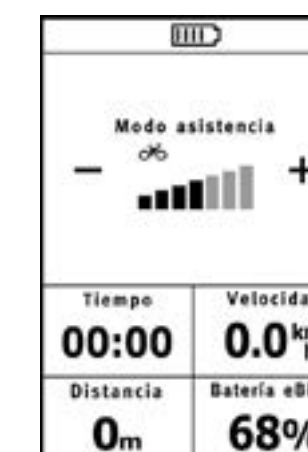 Modo asistencia
− +
Tiempo
00:00
Velocida
0.0
Distancia
0m
Batería eBi
68%